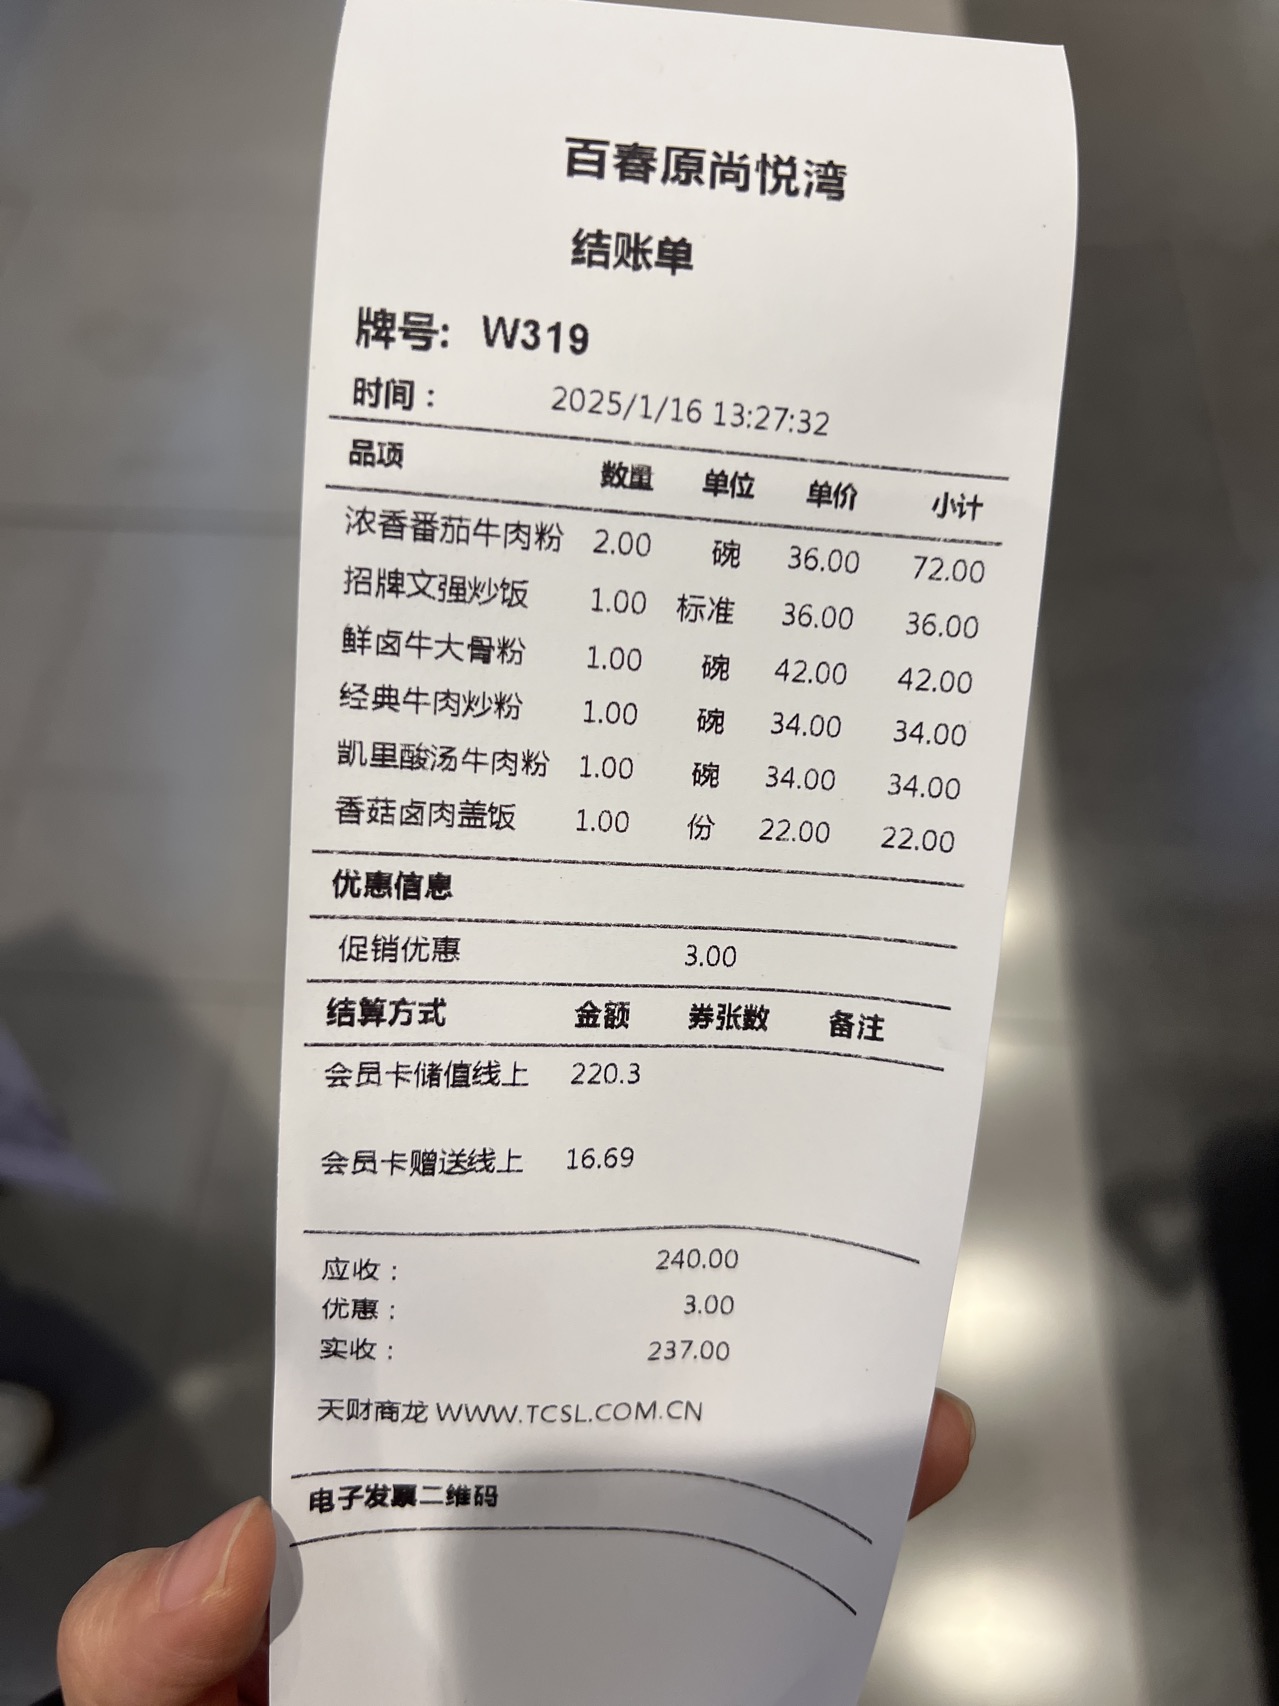 百春原尚悦湾
结账单
牌号: W319
时间： 2025/1/16 13:27:32
品项 数量 单位 单价 小计
浓香番茄牛肉粉 2.00 碗 36.00 72.00
招牌文强炒饭 1.00 标准 36.00 36.00
鲜卤牛大骨粉 1.00 碗 42.00 42.00
经典牛肉炒粉 1.00 碗 34.00 34.00
凯里酸汤牛肉粉 1.00 碗 34.00 34.00
香菇卤肉盖饭 1.00 份 22.00 22.00
优惠信息
促销优惠 3.00
结算方式 金额 券张数 备注
会员卡储值线上 220.3
会员卡赠送线上 16.69
应收： 240.00
优惠： 3.00
实收： 237.00
天财商龙 WWW.TCSL.COM.CN
电子发票二维码